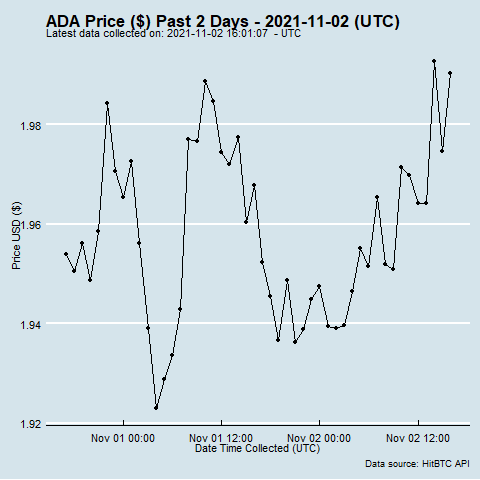 ADA Price ($) Past 2 Days - 2021-11-02 (UTC)
Latest data collected on: 2021-11-02 16:01:07 - UTC
1.98
1.96
1.94
1.92
Price USD ($)
Nov 01 00:00 Nov 01 12:00 Nov 02 00:00 Nov 02 12:00
Date Time Collected (UTC)
Data source: HitBTC API